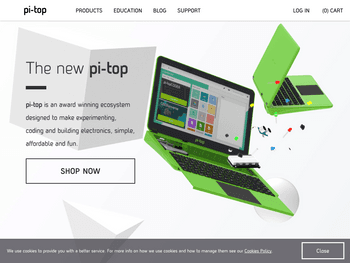 pi-top PRODUCTS EDUCATION BLOG SUPPORT LOG IN (0) CART
The new pi-top
pi-top is an award winning ecosystem
designed to make experimenting,
coding and building electronics, simple,
affordable and fun.
SHOP NOW
We use cookies to provide you with a better service. For more info on how we use cookies and how to manage them see our Cookies Policy
Close